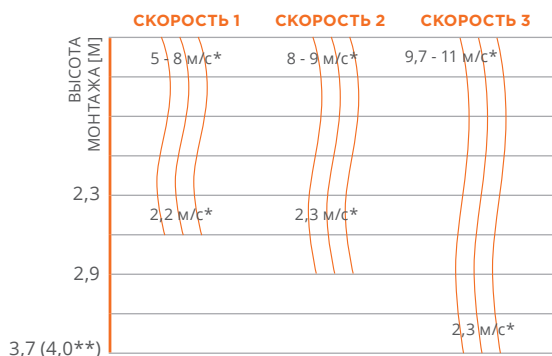 СКОРОСТЬ 1 СКОРОСТЬ 2 СКОРОСТЬ 3
ВЫСОТА
МОНТАЖА [М]
5 - 8 м/с* 8 - 9 м/с* 9,7 - 11 м/с*
2,3
2,2 м/с* 2,3 м/с*
2,9
2,3 м/с*
3,7 (4,0**)